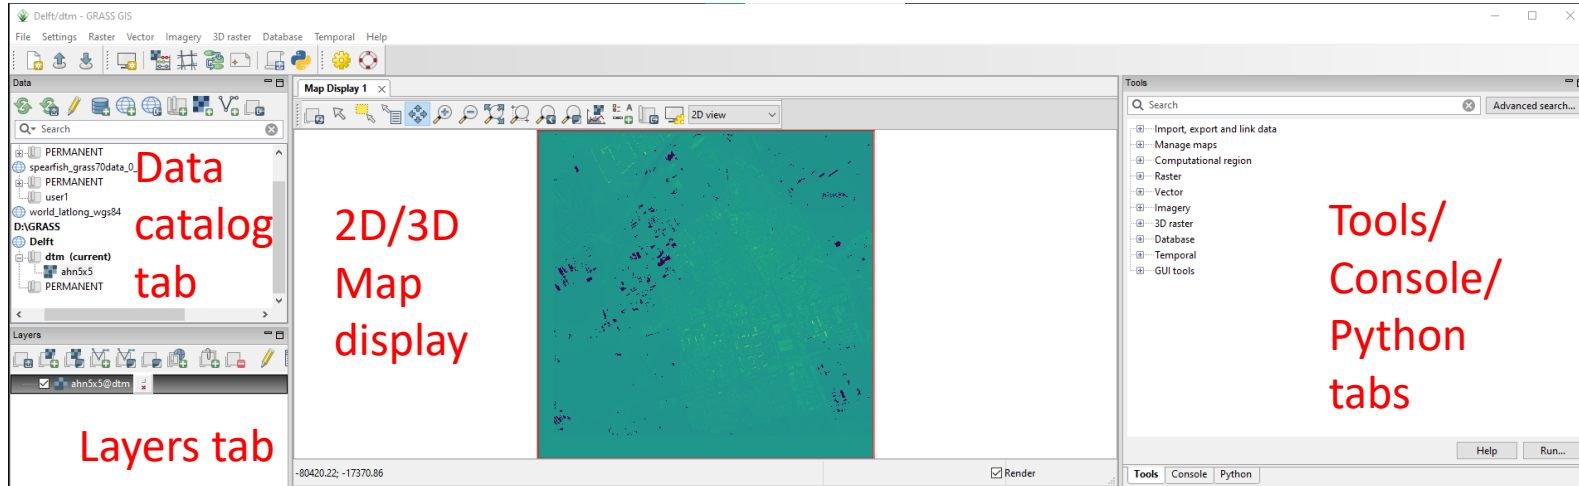 Delft/dtm - GRASS GIS
File Settings Raster Vector Imagery 3D raster Database Temporal Help
Data
Search
PERMANENT
spearfish_grass70data_0_
PERMANENT
user1
world_latlong_wgs84
D:\GRASS
Delft
dtm (current)
ahn5x5
PERMANENT
Data
catalog
tab
Layers
ahn5x5@dtm
Layers tab
Map Display 1
2D view
2D/3D
Map
display
-80420.22; -17370.86
Render
Tools
Search
Advanced search...
Import, export and link data
Manage maps
Computational region
Raster
Vector
Imagery
3D raster
Database
Temporal
GUI tools
Tools/
Console/
Python
tabs
Help Run...
Tools Console Python